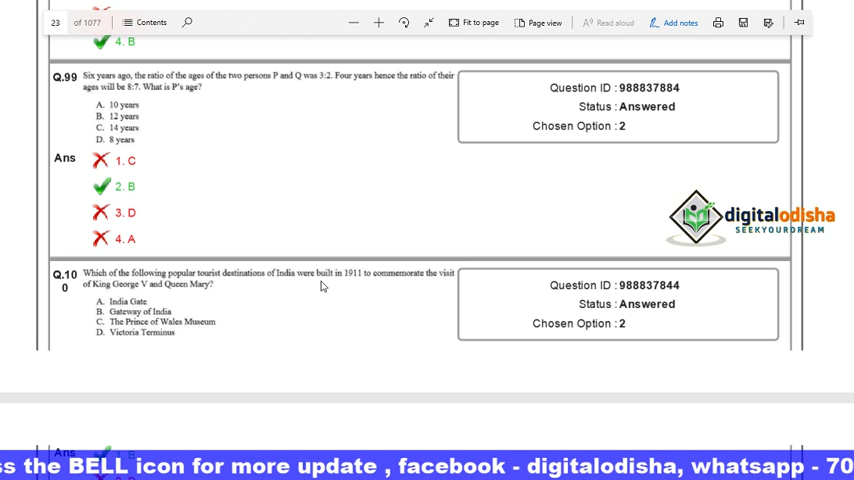 23 of 1077 Contents Fit to page Page view Read aloud Add notes
4. B
Q.99 Six years ago, the ratio of the ages of the two persons P and Q was 3:2. Four years hence the ratio of their
ages will be 8:7. What is P's age?
A. 10 years
B. 12 years
C. 14 years
D. 8 years
Question ID : 988837884
Status : Answered
Chosen Option : 2
Ans
1. C
2. B
3. D
4. A
digitalodisha
SEEKYOURDREAM
Q.10
0
Which of the following popular tourist destinations of India were built in 1911 to commemorate the visit
of King George V and Queen Mary?
A. India Gate
B. Gateway of India
C. The Prince of Wales Museum
D. Victoria Terminus
Question ID : 988837844
Status : Answered
Chosen Option : 2
Ans
1. B
ss the BELL icon for more update , facebook - digitalodisha, whatsapp - 70